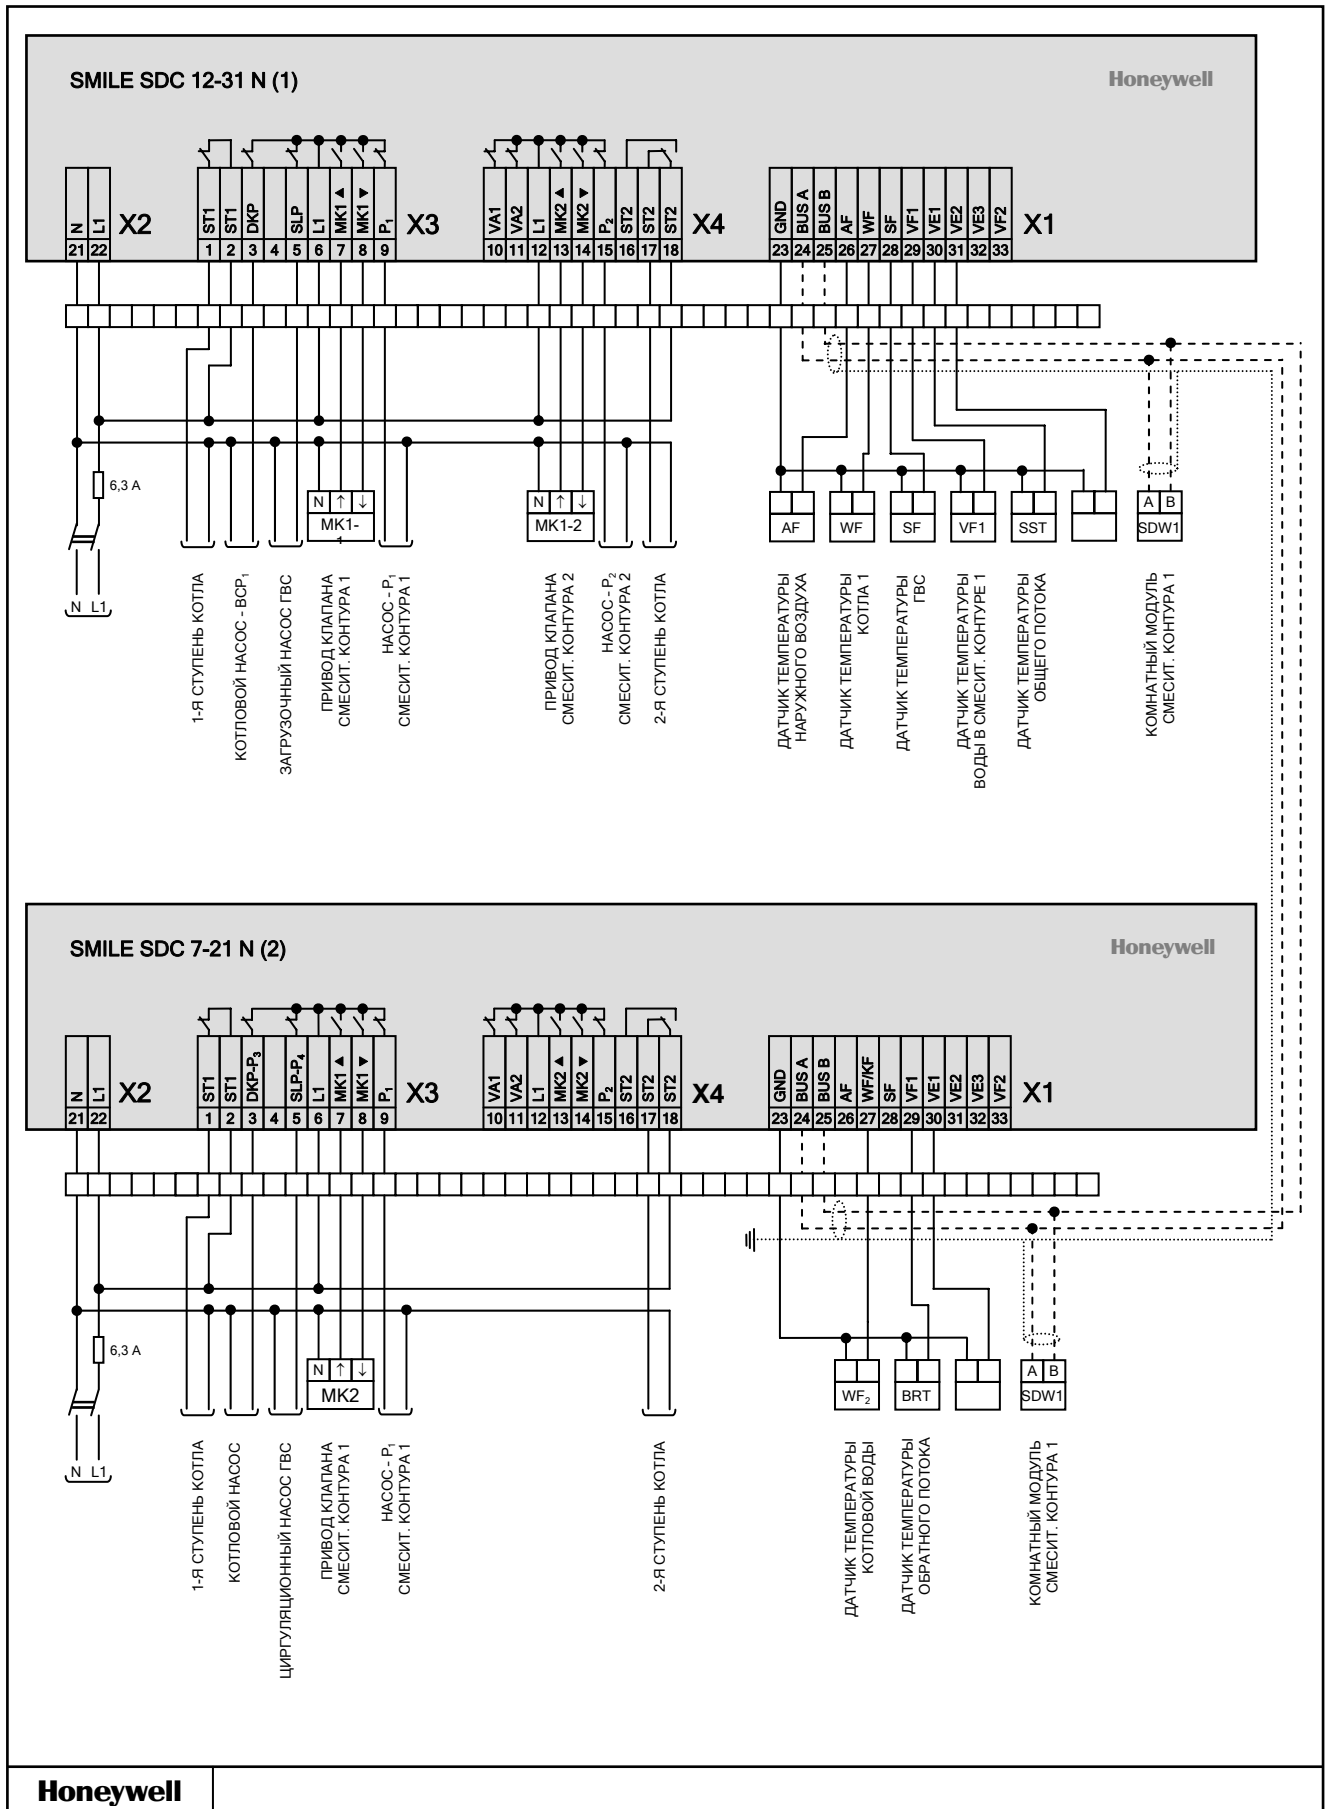 SMILE SDC 12-31 N (1)
Honeywell
N L1 X2
21 22
ST1 ST1 DKP SLP L1 MK1 ▲ MK1 ▼ P1 X3
1 2 3 4 5 6 7 8 9
VA1 VA2 L1 MK2 ▲ MK2 ▼ P2 ST2 ST2 ST2 X4
10 11 12 13 14 15 16 17 18
GND BUS A BUS B AF WF SF VF1 VE1 VE2 VE3 VF2 X1
23 24 25 26 27 28 29 30 31 32 33
6,3 A
N ↑ ↓
MK1-
1
N ↑ ↓
MK1-2
AF
WF
SF
VF1
SST
A B
SDW1
N L1
1-Я СТУПЕНЬ КОТЛА
КОТЛОВОЙ НАСОС - BCP1
ЗАГРУЗОЧНЫЙ НАСОС ГВС
ПРИВОД КЛАПАНА
СМЕСИТ. КОНТУРА 1
НАСОС - P1
СМЕСИТ. КОНТУРА 1
ПРИВОД КЛАПАНА
СМЕСИТ. КОНТУРА 2
НАСОС - P2
СМЕСИТ. КОНТУРА 2
2-Я СТУПЕНЬ КОТЛА
ДАТЧИК ТЕМПЕРАТУРЫ
НАРУЖНОГО ВОЗДУХА
ДАТЧИК ТЕМПЕРАТУРЫ
КОТЛА 1
ДАТЧИК ТЕМПЕРАТУРЫ
ГВС
ДАТЧИК ТЕМПЕРАТУРЫ
ВОДЫ В СМЕСИТ. КОНТУРЕ 1
ДАТЧИК ТЕМПЕРАТУРЫ
ОБЩЕГО ПОТОКА
КОМНАТНЫЙ МОДУЛЬ
СМЕСИТ. КОНТУРА 1
SMILE SDC 7-21 N (2)
Honeywell
N L1 X2
21 22
ST1 ST1 DKP-P3 SLP-P4 L1 MK1 ▲ MK1 ▼ P1 X3
1 2 3 4 5 6 7 8 9
VA1 VA2 L1 MK2 ▲ MK2 ▼ P2 ST2 ST2 ST2 X4
10 11 12 13 14 15 16 17 18
GND BUS A BUS B AF WF/KF SF VF1 VE1 VE2 VE3 VF2 X1
23 24 25 26 27 28 29 30 31 32 33
6,3 A
N ↑ ↓
MK2
WF2
BRT
A B
SDW1
N L1
1-Я СТУПЕНЬ КОТЛА
КОТЛОВОЙ НАСОС
ЦИРГУЛЯЦИОННЫЙ НАСОС ГВС
ПРИВОД КЛАПАНА
СМЕСИТ. КОНТУРА 1
НАСОС - P1
СМЕСИТ. КОНТУРА 1
2-Я СТУПЕНЬ КОТЛА
ДАТЧИК ТЕМПЕРАТУРЫ
КОТЛОВОЙ ВОДЫ
ДАТЧИК ТЕМПЕРАТУРЫ
ОБРАТНОГО ПОТОКА
КОМНАТНЫЙ МОДУЛЬ
СМЕСИТ. КОНТУРА 1
Honeywell